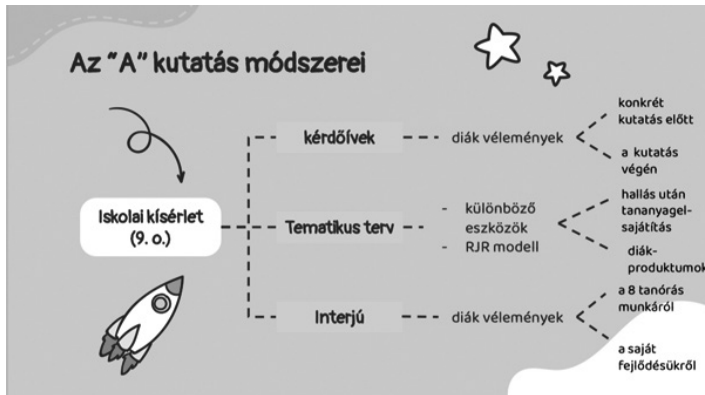 Az “A” kutatás módszerei
Iskolai kísérlet
(9. o.)
kérdőívek
diák vélemények
konkrét
kutatás előtt
a kutatás
végén
Tematikus terv
- különböző
eszközök
- RJR modell
hallás után
tananyagel-
sajátítás
diák-
produktumok
Interjú
diák vélemények
a 8 tanórás
munkáról
a saját
fejlődésükről